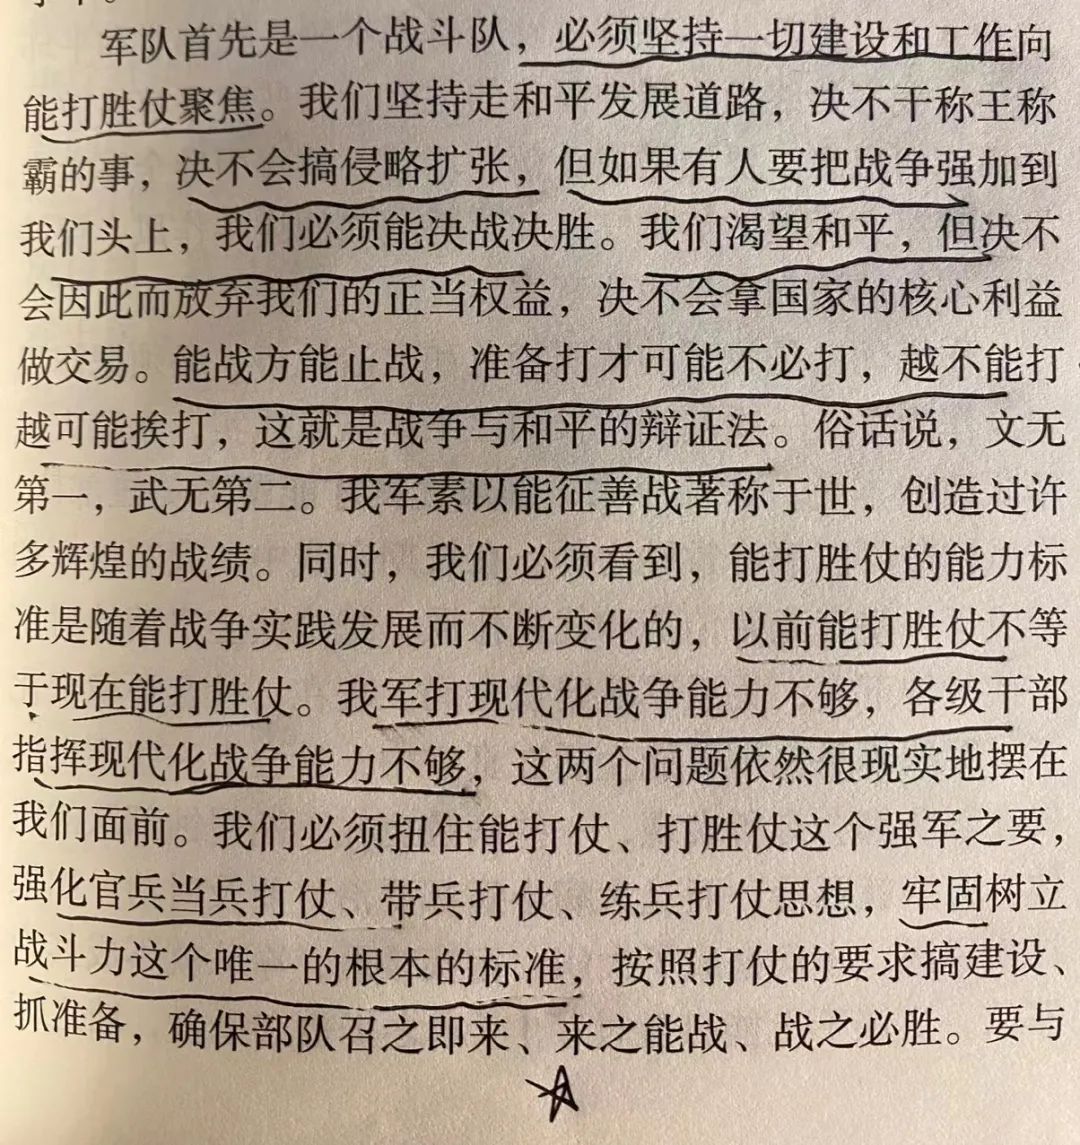 军队首先是一个战斗队，必须坚持一切建设和工作向
能打胜仗聚焦。我们坚持走和平发展道路，决不干称王称
霸的事，决不会搞侵略扩张，但如果有人要把战争强加到
我们头上，我们必须能决战决胜。我们渴望和平，但决不
会因此而放弃我们的正当权益，决不会拿国家的核心利益
做交易。能战方能止战，准备打才可能不必打，越不能打
越可能挨打，这就是战争与和平的辩证法。俗话说，文无
第一，武无第二。我军素以能征善战著称于世，创造过许
多辉煌的战绩。同时，我们必须看到，能打胜仗的能力标
准是随着战争实践发展而不断变化的，以前能打胜仗不等
于现在能打胜仗。我军打现代化战争能力不够，各级干部
指挥现代化战争能力不够，这两个问题依然很现实地摆在
我们面前。我们必须扭住能打仗、打胜仗这个强军之要，
强化官兵当兵打仗、带兵打仗、练兵打仗思想，牢固树立
战斗力这个唯一的根本的标准，按照打仗的要求搞建设、
抓准备，确保部队召之即来、来之能战、战之必胜。要与